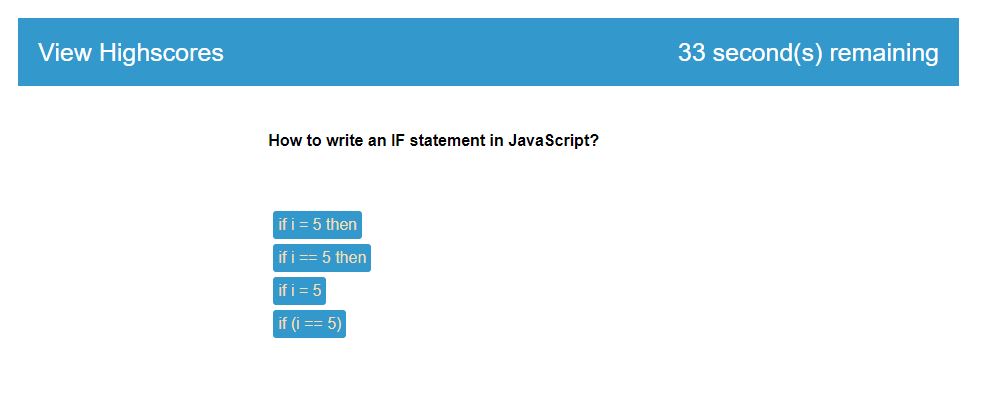 View Highscores
33 second(s) remaining
How to write an IF statement in JavaScript?
if i = 5 then
if i == 5 then
if i = 5
if (i == 5)